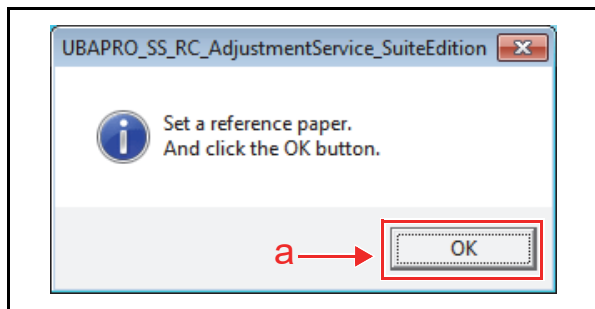 UBAPRO_SS_RC_AdjustmentService_SuiteEdition
Set a reference paper.
And click the OK button.
a
OK